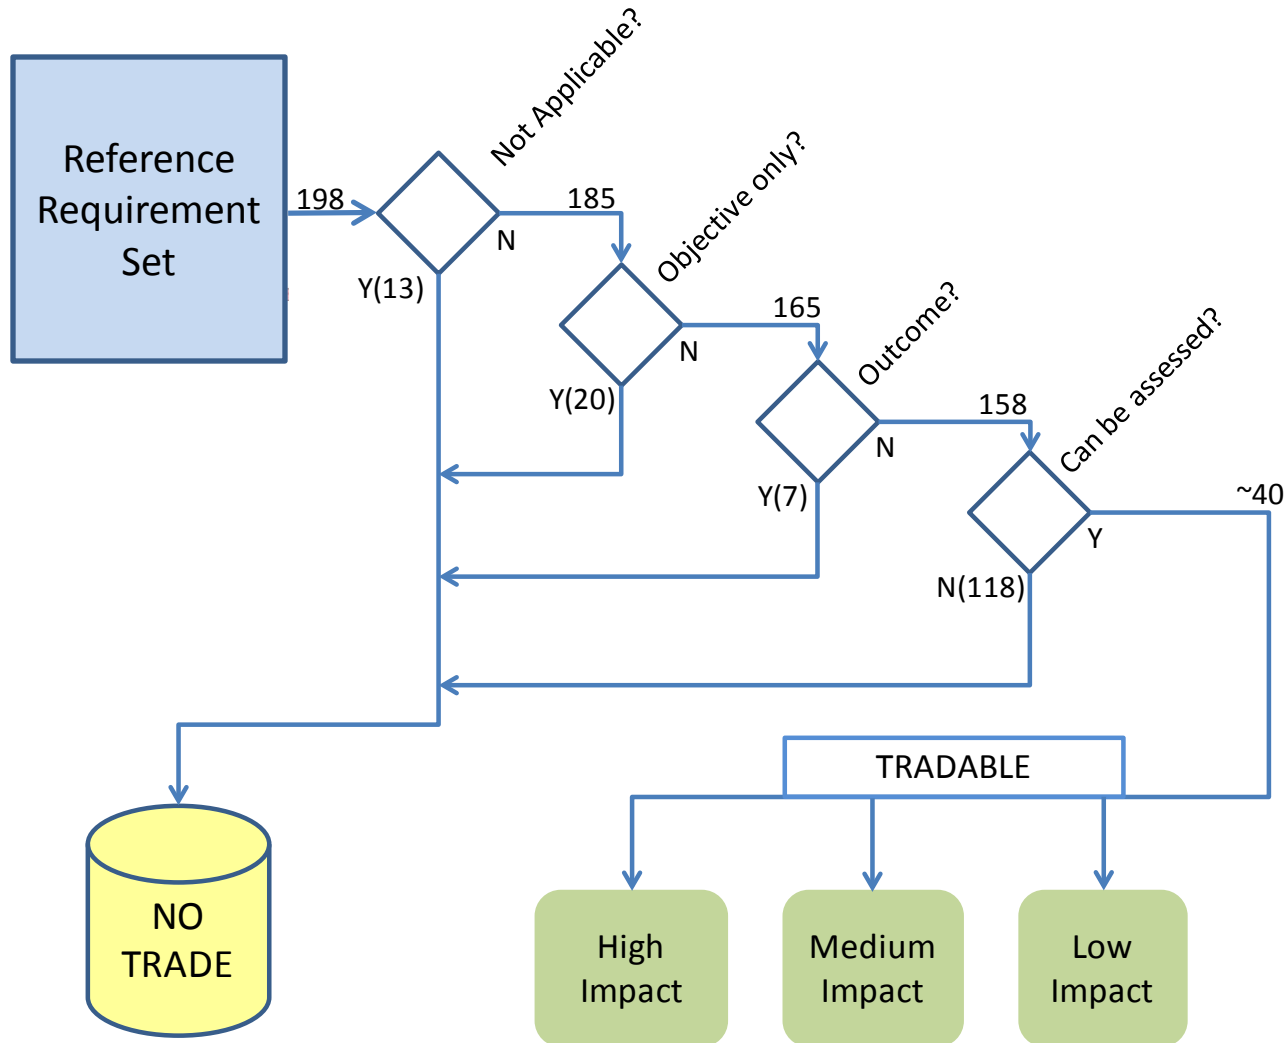 Not Applicable?
Reference
Requirement
Set
198
185
N
Y(13)
Objective only?
165
N
Y(20)
Outcome?
158
N
Y(7)
Can be assessed?
~40
Y
N(118)
TRADABLE
NO
TRADE
High
Impact
Medium
Impact
Low
Impact